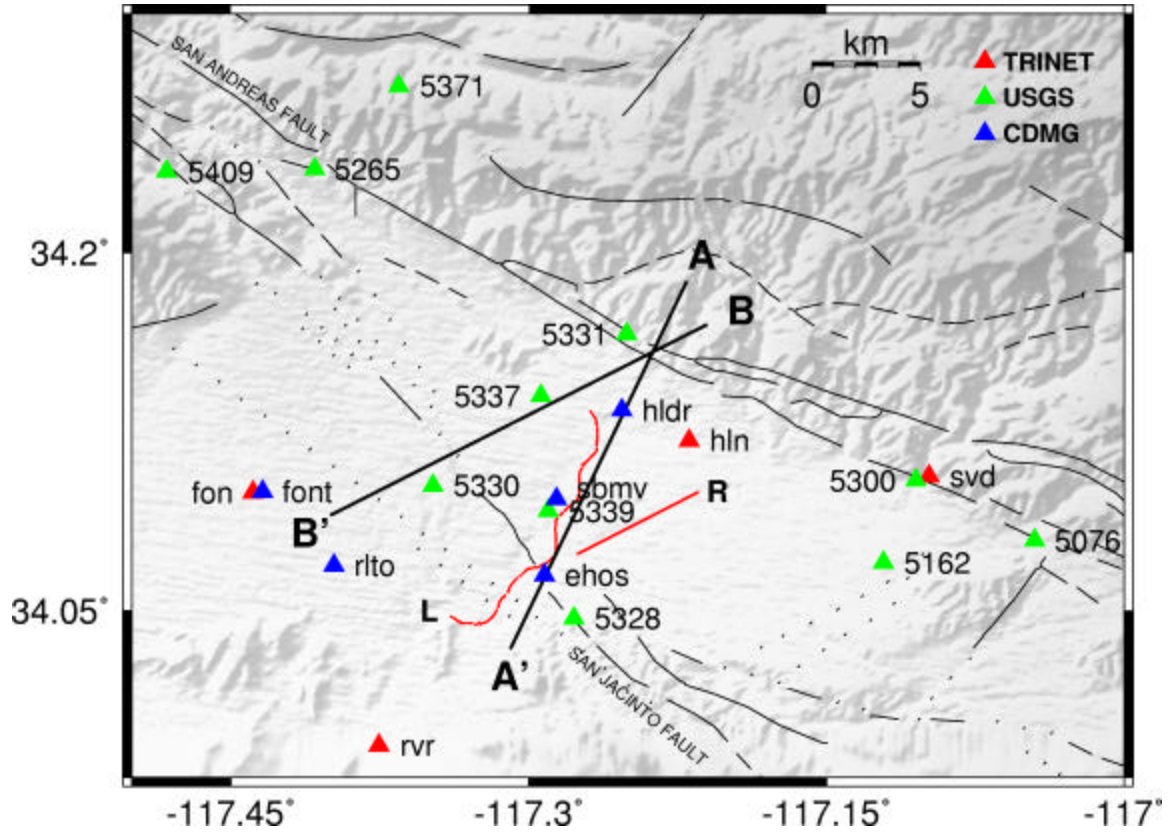 km
0 5
TRINET
USGS
CDMG
SAN ANDREAS FAULT
5371
5409
5265
34.2°
A
B
5331
5337
hldr
hln
fon
font
5330
sbmv
5339
R
5300
svd
B’
rlto
ehos
5162
5076
34.05°
L
5328
A’
SAN JACINTO FAULT
rvr
-117.45°
-117.3°
-117.15°
-117°